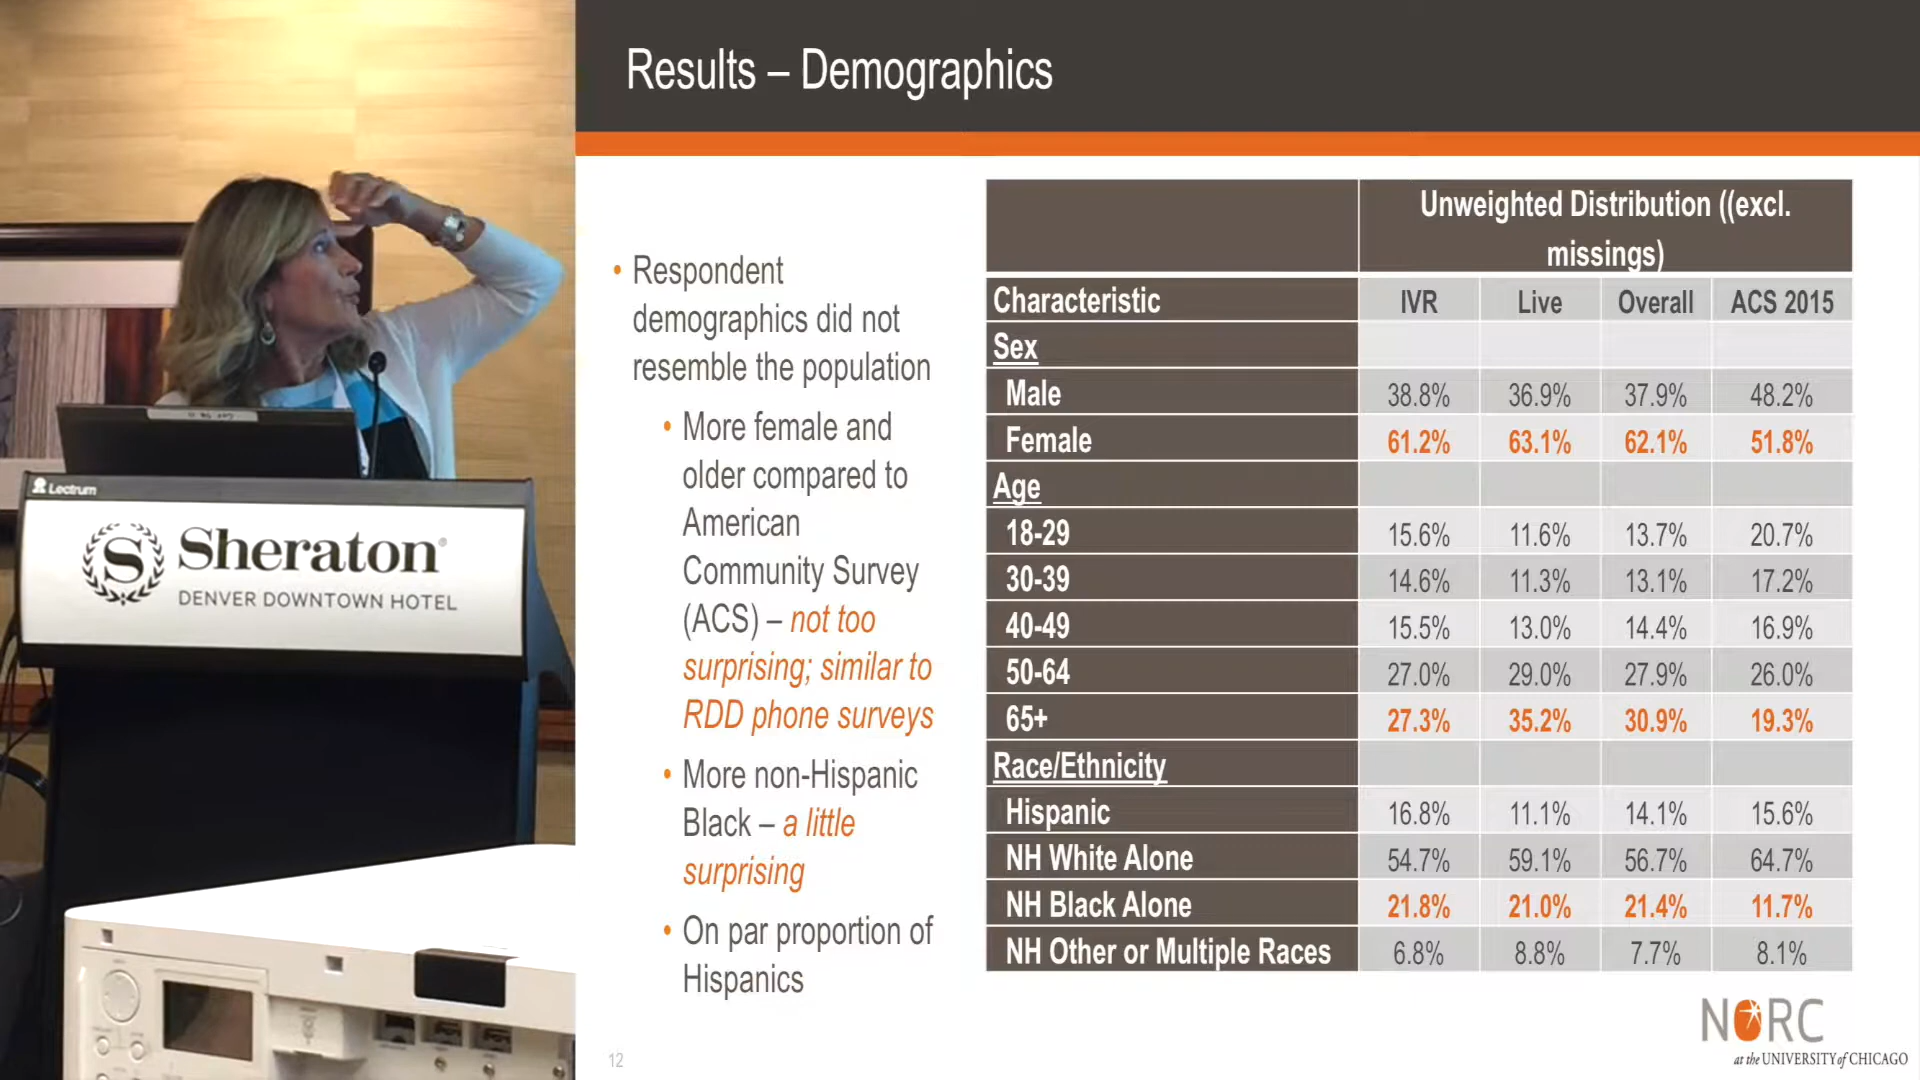 Results – Demographics
• Respondent
demographics did not
resemble the population
• More female and
older compared to
American
Community Survey
(ACS) – not too
surprising; similar to
RDD phone surveys
• More non-Hispanic
Black – a little
surprising
• On par proportion of
Hispanics
Unweighted Distribution ((excl.
missings)
Characteristic IVR Live Overall ACS 2015
Sex
Male 38.8% 36.9% 37.9% 48.2%
Female 61.2% 63.1% 62.1% 51.8%
Age
18-29 15.6% 11.6% 13.7% 20.7%
30-39 14.6% 11.3% 13.1% 17.2%
40-49 15.5% 13.0% 14.4% 16.9%
50-64 27.0% 29.0% 27.9% 26.0%
65+ 27.3% 35.2% 30.9% 19.3%
Race/Ethnicity
Hispanic 16.8% 11.1% 14.1% 15.6%
NH White Alone 54.7% 59.1% 56.7% 64.7%
NH Black Alone 21.8% 21.0% 21.4% 11.7%
NH Other or Multiple Races 6.8% 8.8% 7.7% 8.1%
NORC
at the UNIVERSITY of CHICAGO
12
Lectrum
S Sheraton
DENVER DOWNTOWN HOTEL